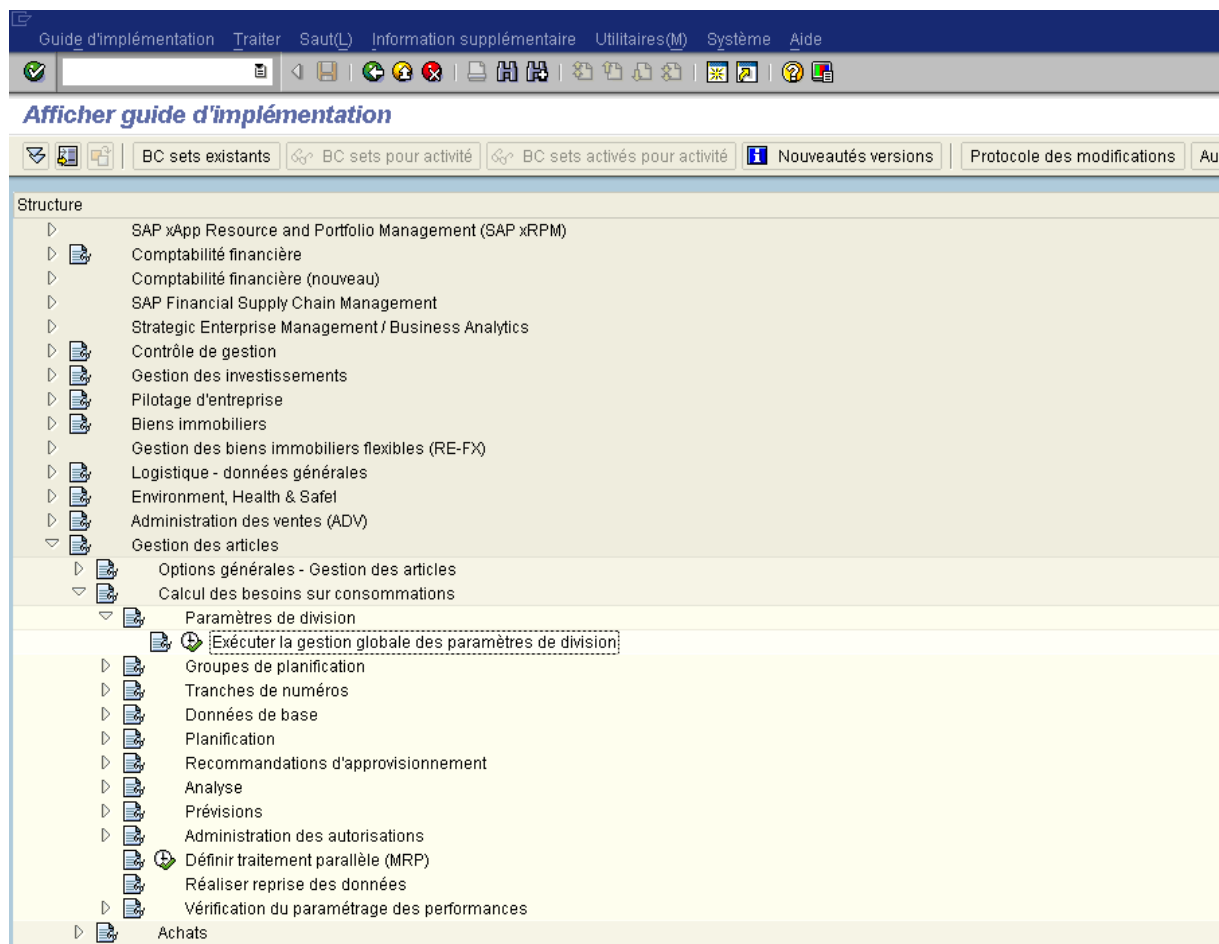 Guide d'implémentation Traiter Saut(L) Information supplémentaire Utilitaires(M) Système Aide
Afficher guide d'implémentation
BC sets existants BC sets pour activité BC sets activés pour activité Nouveautés versions Protocole des modifications Au
Structure
SAP xApp Resource and Portfolio Management (SAP xRPM)
Comptabilité financière
Comptabilité financière (nouveau)
SAP Financial Supply Chain Management
Strategic Enterprise Management / Business Analytics
Contrôle de gestion
Gestion des investissements
Pilotage d'entreprise
Biens immobiliers
Gestion des biens immobiliers flexibles (RE-FX)
Logistique - données générales
Environment, Health & Safet
Administration des ventes (ADV)
Gestion des articles
Options générales - Gestion des articles
Calcul des besoins sur consommations
Paramètres de division
Exécuter la gestion globale des paramètres de division
Groupes de planification
Tranches de numéros
Données de base
Planification
Recommandations d'approvisionnement
Analyse
Prévisions
Administration des autorisations
Définir traitement parallèle (MRP)
Réaliser reprise des données
Vérification du paramétrage des performances
Achats